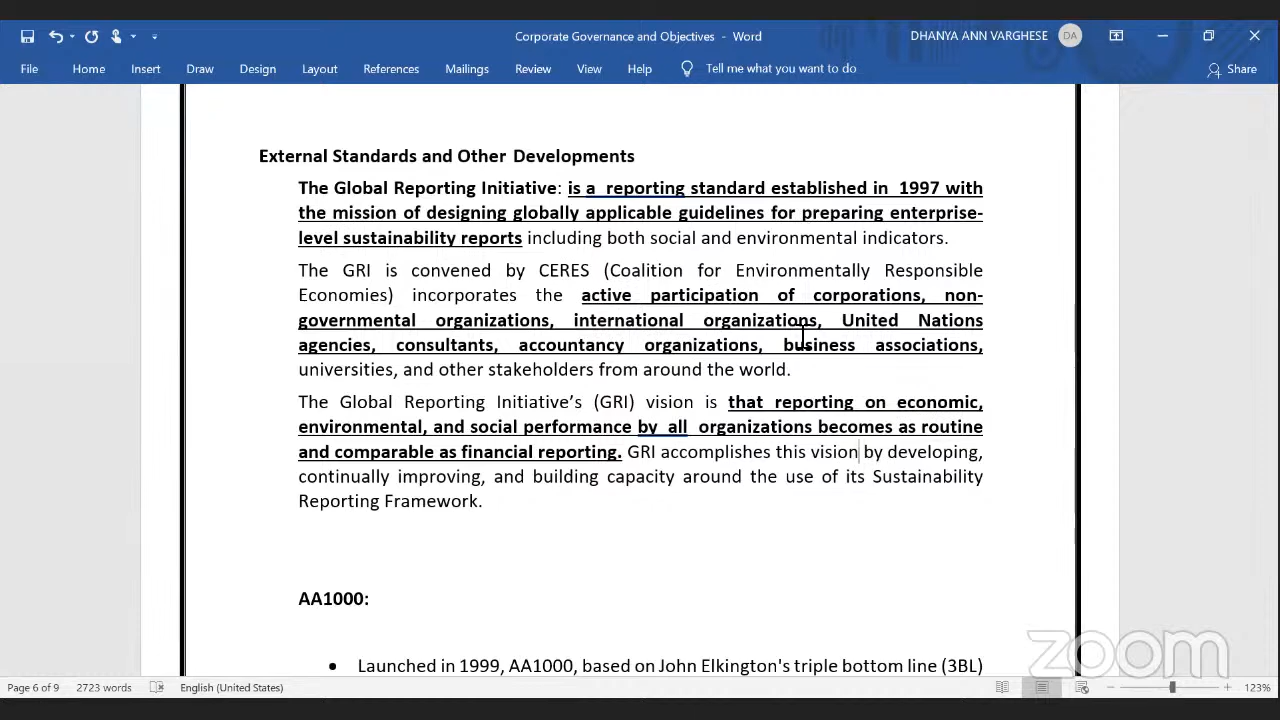 Corporate Governance and Objectives - Word
DHANYA ANN VARGHESE DA
File Home Insert Draw Design Layout References Mailings Review View Help Tell me what you want to do Share
External Standards and Other Developments
The Global Reporting Initiative: is a reporting standard established in 1997 with
the mission of designing globally applicable guidelines for preparing enterprise-
level sustainability reports including both social and environmental indicators.
The GRI is convened by CERES (Coalition for Environmentally Responsible
Economies) incorporates the active participation of corporations, non-
governmental organizations, international organizations, United Nations
agencies, consultants, accountancy organizations, business associations,
universities, and other stakeholders from around the world.
The Global Reporting Initiative’s (GRI) vision is that reporting on economic,
environmental, and social performance by all organizations becomes as routine
and comparable as financial reporting. GRI accomplishes this vision by developing,
continually improving, and building capacity around the use of its Sustainability
Reporting Framework.
AA1000:
• Launched in 1999, AA1000, based on John Elkington's triple bottom line (3BL)
zoom
Page 6 of 9 2723 words English (United States) 123%